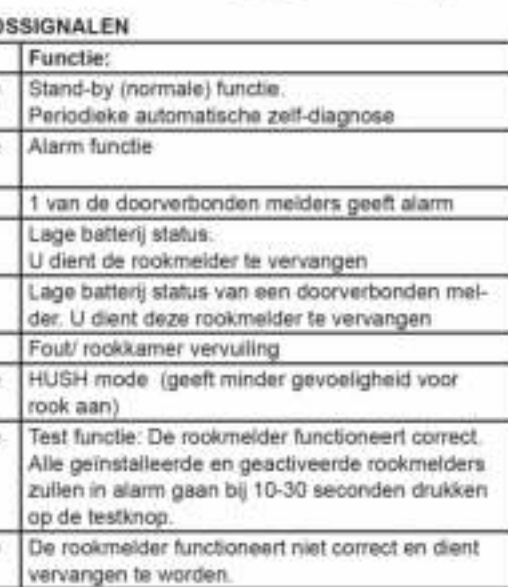 OSSIGNALEN
Functie:
Stand-by (normale) functie.
Periodieke automatische zelf-diagnose
Alarm functie
1 van de doorverbonden melders geeft alarm
Lage batterij status.
U dient de rookmelder te vervangen
Lage batterij status van een doorverbonden mel-
der. U dient deze rookmelder te vervangen
Fout/ rookkamer vervuiling
HUSH mode (geeft minder gevoeligheid voor
rook aan)
Test functie: De rookmelder functioneert correct.
Alle geïnstalleerde en geactiveerde rookmelders
zullen in alarm gaan bij 10-30 seconden drukken
op de testknop.
De rookmelder functioneert niet correct en dient
vervangen te worden.